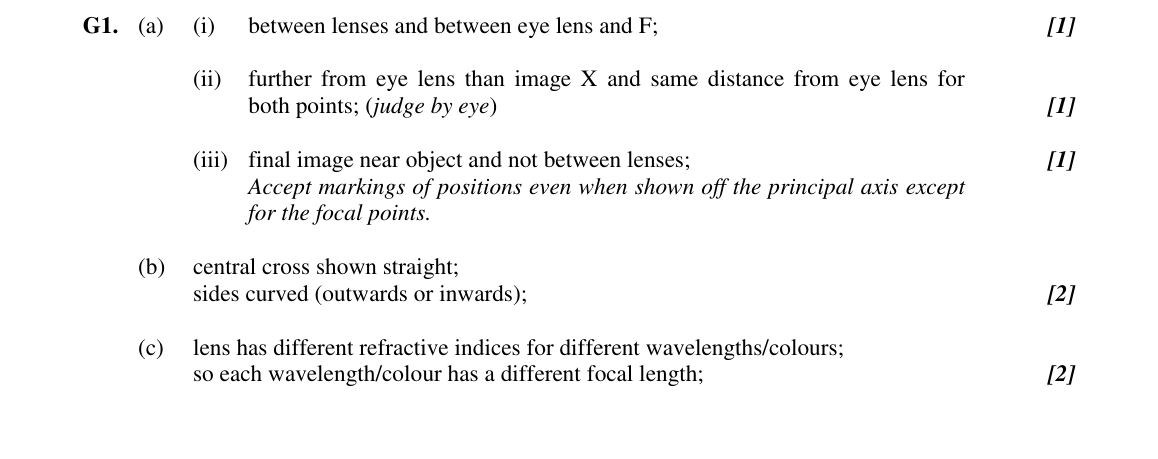 G1. (a) (i) between lenses and between eye lens and F; [1]
(ii) further from eye lens than image X and same distance from eye lens for
both points; (judge by eye) [1]
(iii) final image near object and not between lenses; [1]
Accept markings of positions even when shown off the principal axis except
for the focal points.
(b) central cross shown straight;
sides curved (outwards or inwards); [2]
(c) lens has different refractive indices for different wavelengths/colours;
so each wavelength/colour has a different focal length; [2]